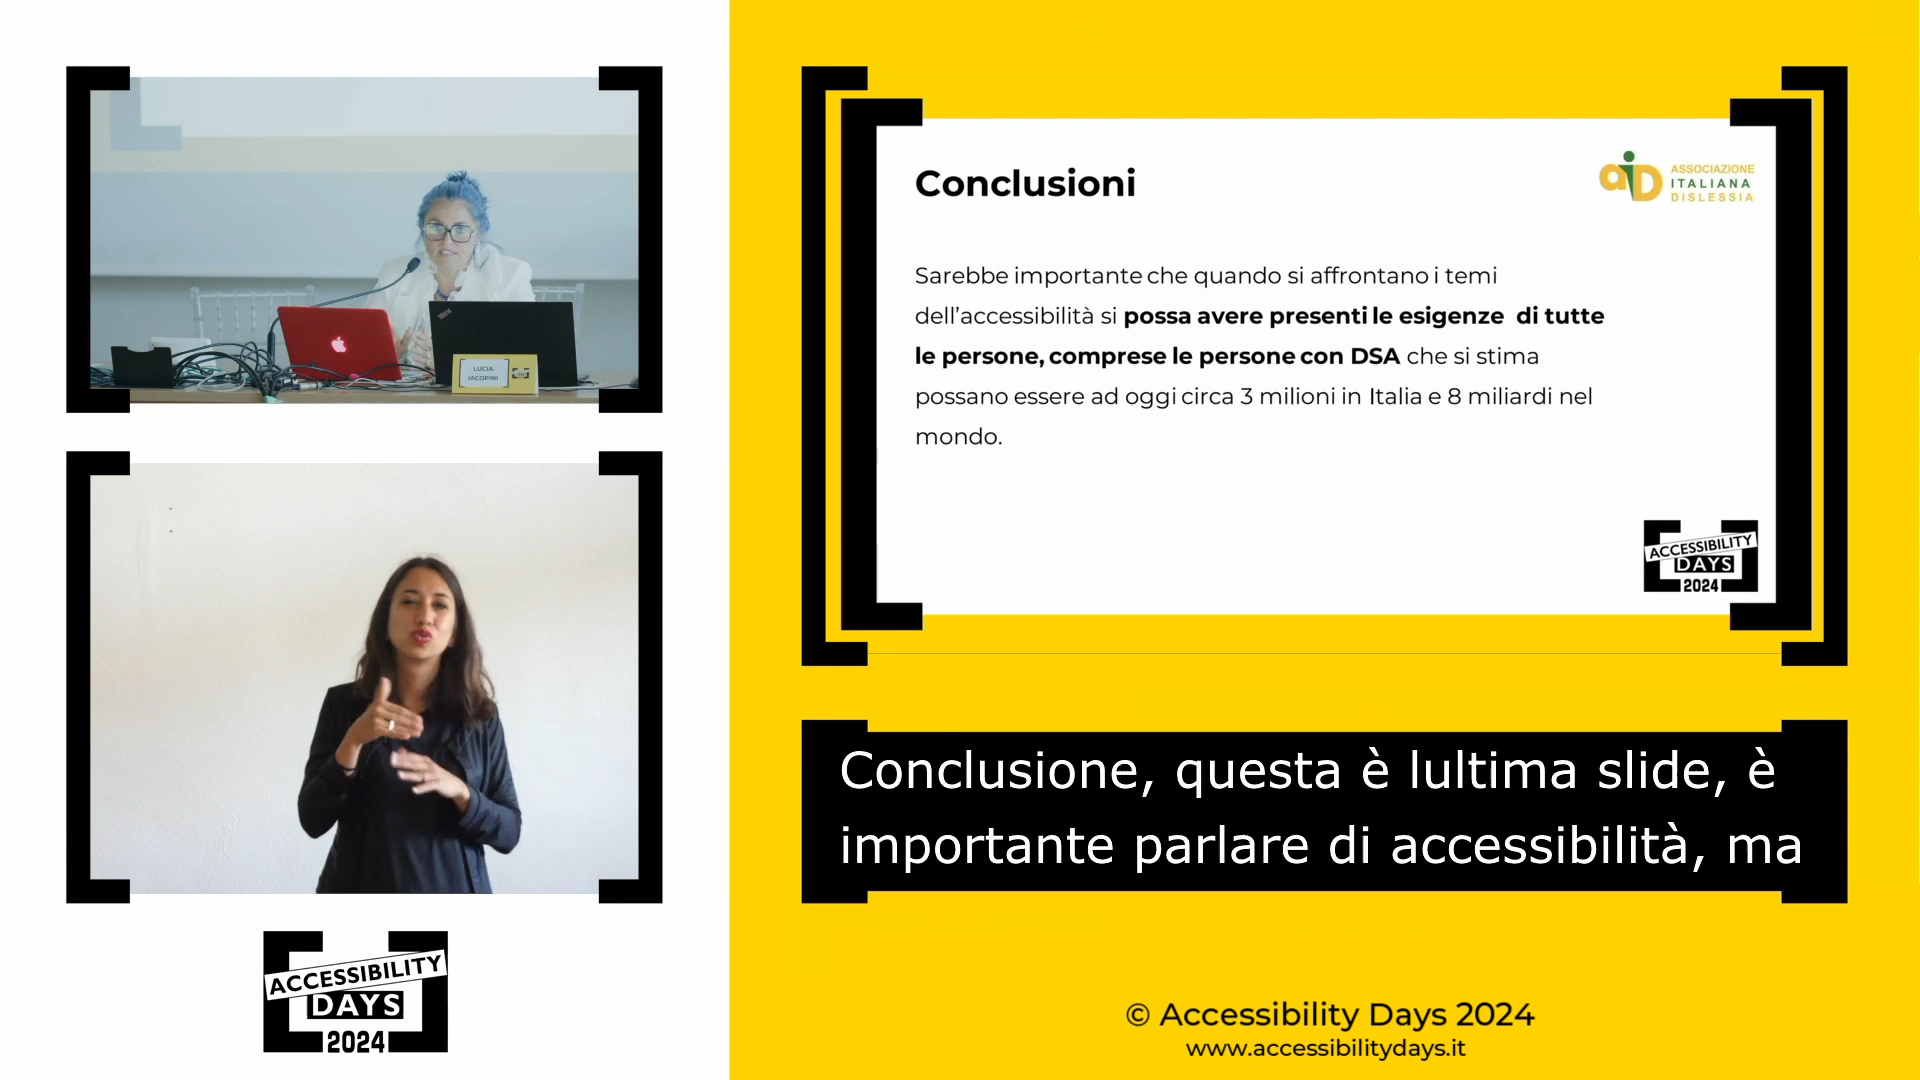 LUCIA
IACOPINI
ACCESSIBILITY
DAYS
2024
Conclusioni
aiD ASSOCIAZIONE
ITALIANA
DISLESSIA
Sarebbe importante che quando si affrontano i temi
dell’accessibilità si possa avere presenti le esigenze di tutte
le persone, comprese le persone con DSA che si stima
possano essere ad oggi circa 3 milioni in Italia e 8 miliardi nel
mondo.
ACCESSIBILITY
DAYS
2024
Conclusione, questa è lultima slide, è
importante parlare di accessibilità, ma
© Accessibility Days 2024
www.accessibilitydays.it